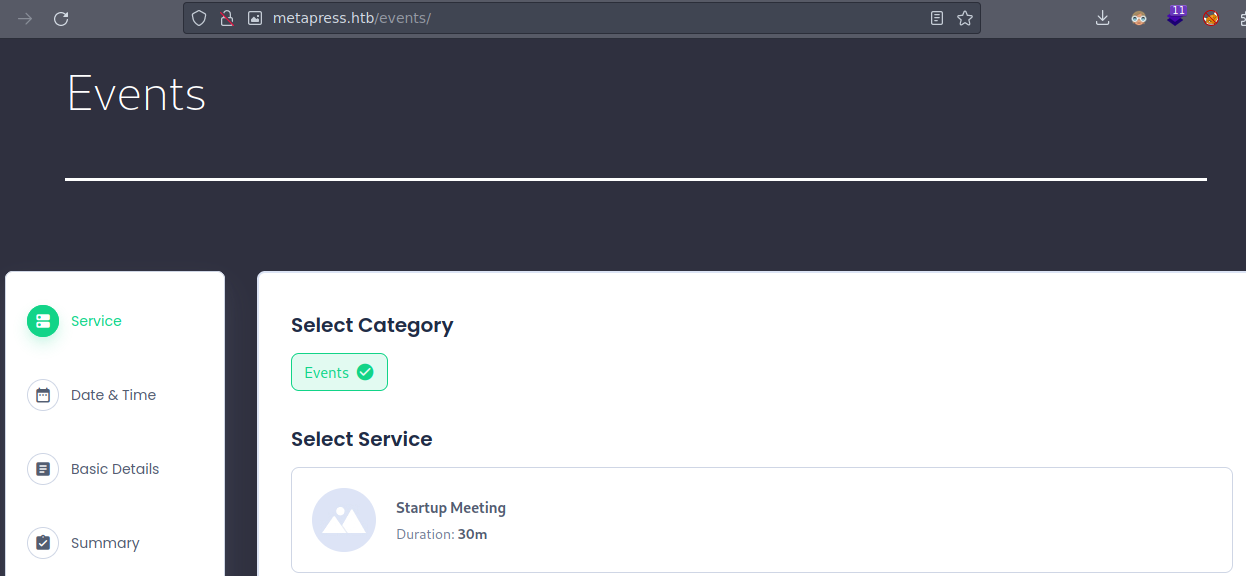 metapress.htb/events/
11
Events
Service
Date & Time
Basic Details
Summary
Select Category
Events
Select Service
Startup Meeting
Duration: 30m